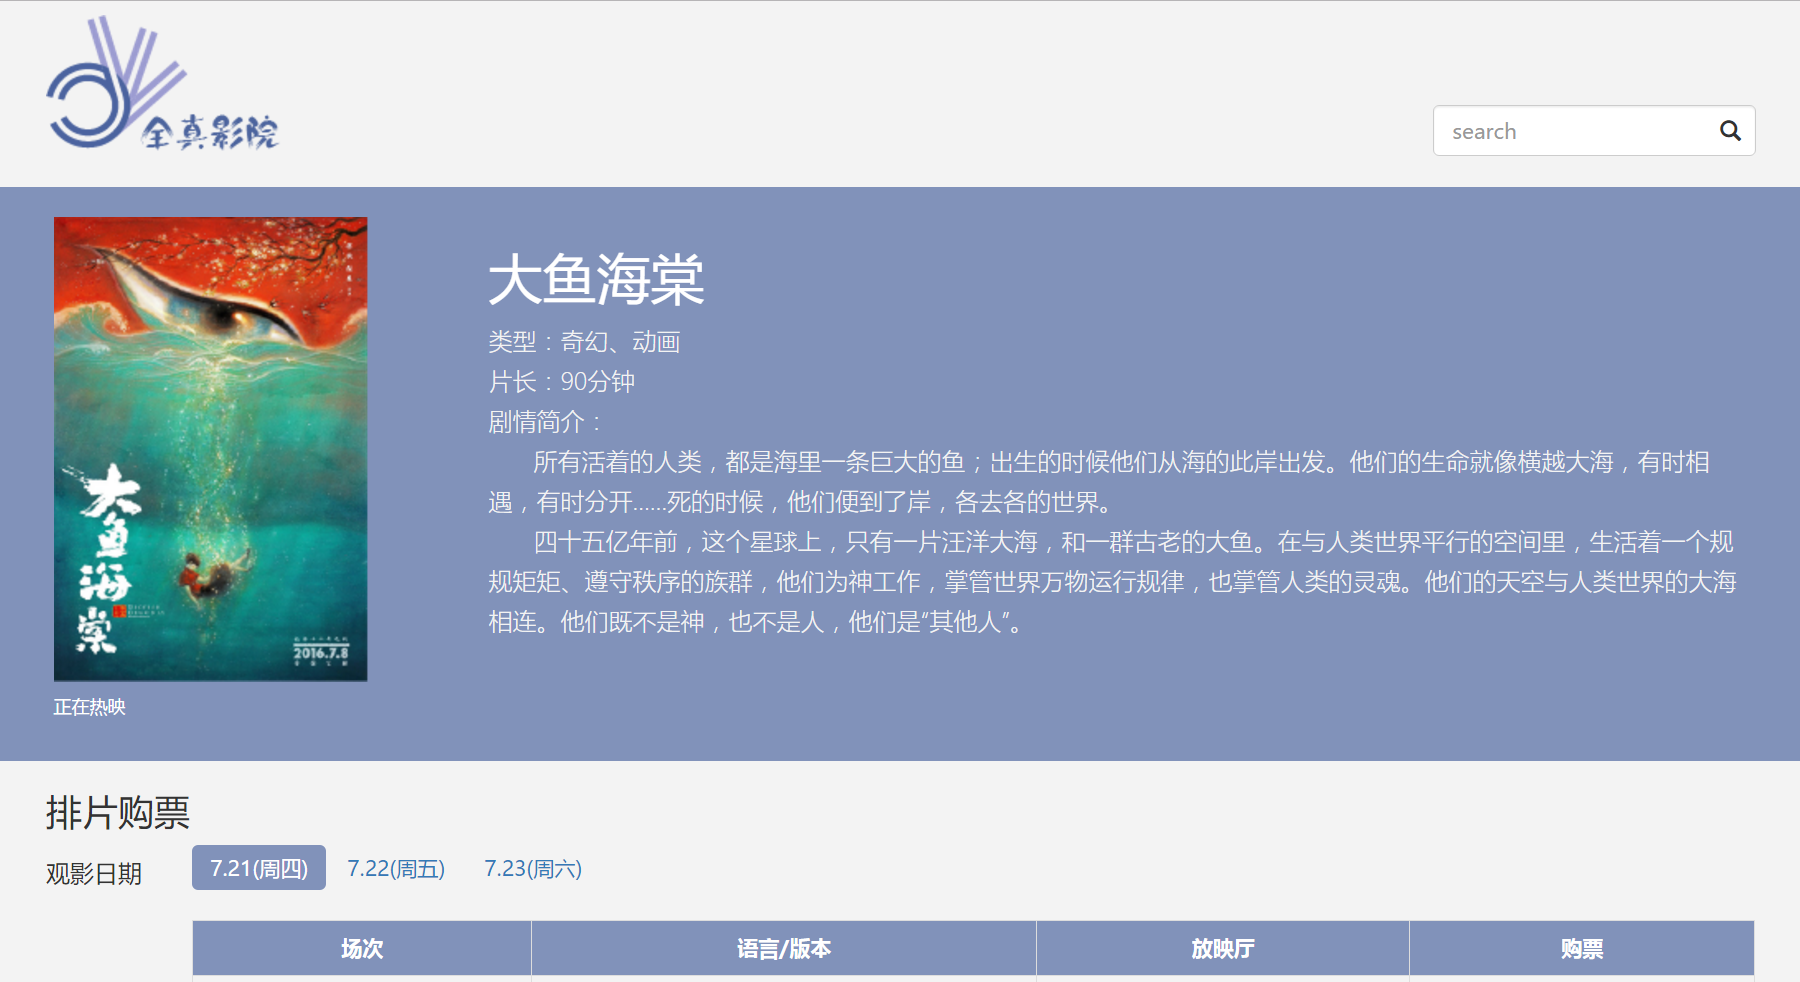 全真影院
search
大鱼海棠
2016.7.8
正在热映
大鱼海棠
类型：奇幻、动画
片长：90分钟
剧情简介：
所有活着的人类，都是海里一条巨大的鱼；出生的时候他们从海的此岸出发。他们的生命就像横越大海，有时相
遇，有时分开......死的时候，他们便到了岸，各去各的世界。
四十五亿年前，这个星球上，只有一片汪洋大海，和一群古老的大鱼。在与人类世界平行的空间里，生活着一个规
规矩矩、遵守秩序的族群，他们为神工作，掌管世界万物运行规律，也掌管人类的灵魂。他们的天空与人类世界的大海
相连。他们既不是神，也不是人，他们是“其他人”。
排片购票
观影日期 7.21(周四) 7.22(周五) 7.23(周六)
场次 语言/版本 放映厅 购票